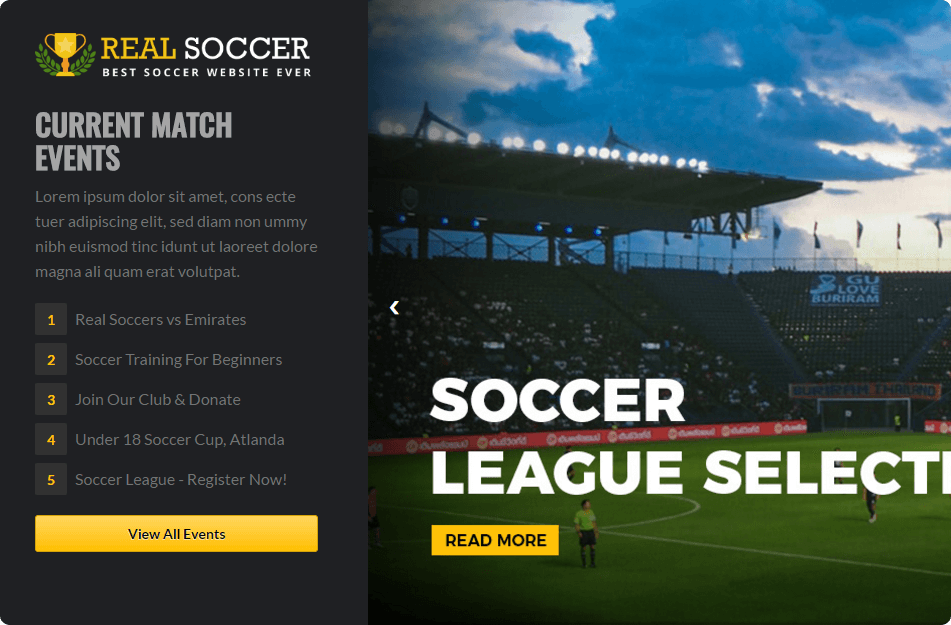 REAL SOCCER
BEST SOCCER WEBSITE EVER
CURRENT MATCH
EVENTS
Lorem ipsum dolor sit amet, cons ecte
tuer adipiscing elit, sed diam non ummy
nibh euismod tinc idunt ut laoreet dolore
magna ali quam erat volutpat.
1 Real Soccers vs Emirates
2 Soccer Training For Beginners
3 Join Our Club & Donate
4 Under 18 Soccer Cup, Atlanda
5 Soccer League - Register Now!
View All Events
GU
LOVE
BURIRAM
SOCCER
LEAGUE SELECTI
READ MORE